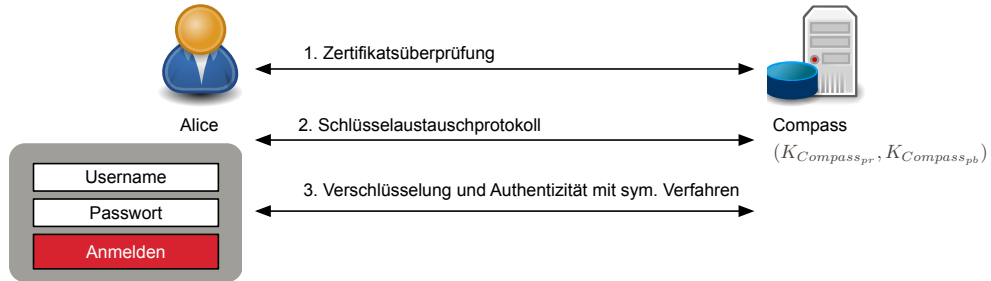 1. Zertifikatsüberprüfung
Alice
2. Schlüsselaustauschprotokoll
Compass
(K_{Compass_{pr}}, K_{Compass_{pb}})
Username
3. Verschlüsselung und Authentizität mit sym. Verfahren
Passwort
Anmelden